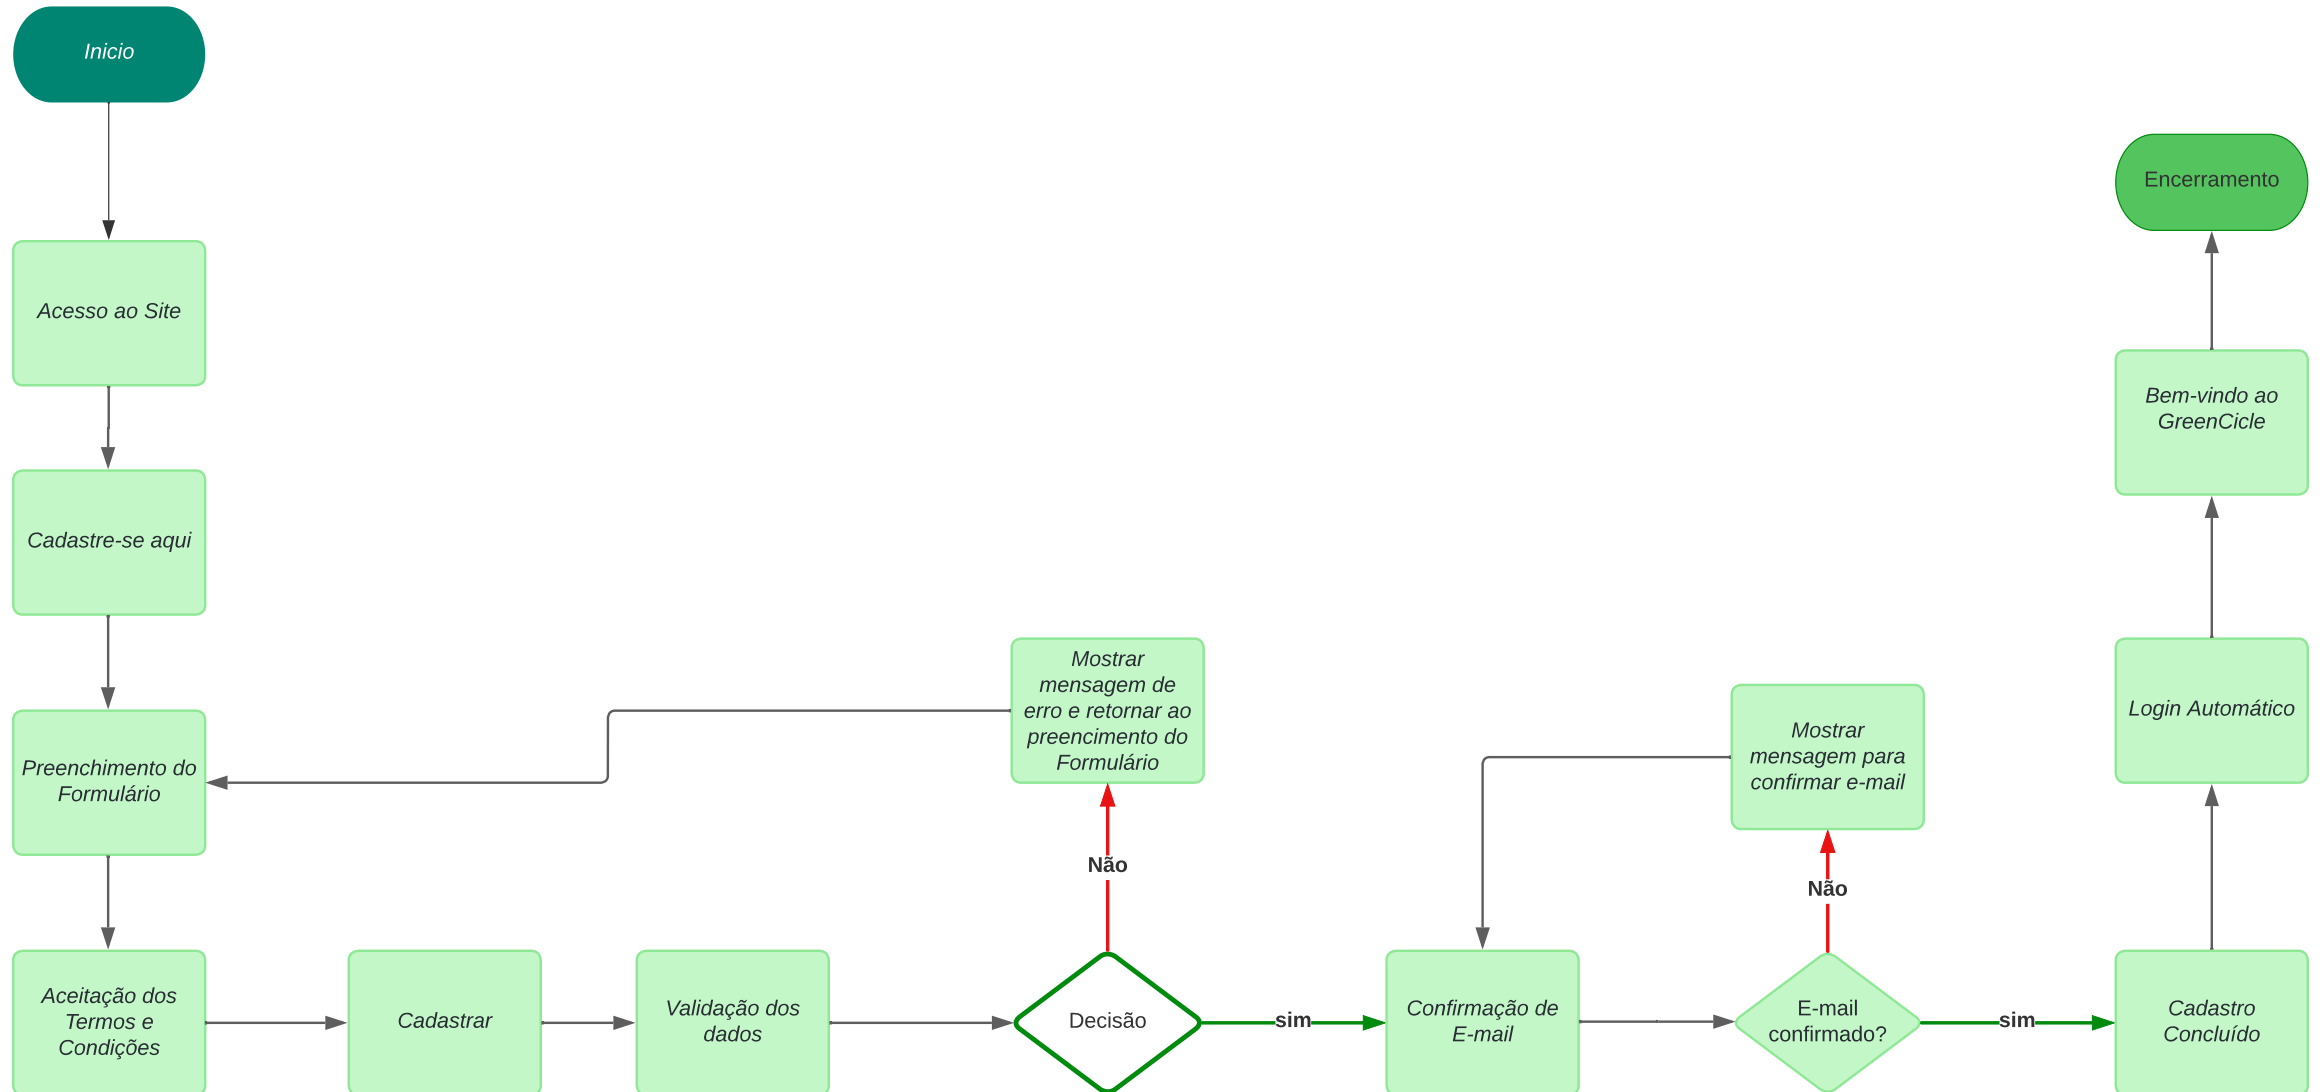 Inicio
Acesso ao Site
Cadastre-se aqui
Preenchimento do
Formulário
Aceitação dos
Termos e
Condições
Cadastrar
Validação dos
dados
Decisão
Não
Mostrar
mensagem de
erro e retornar ao
preencimento do
Formulário
sim
Confirmação de
E-mail
E-mail
confirmado?
Não
Mostrar
mensagem para
confirmar e-mail
sim
Cadastro
Concluído
Login Automático
Bem-vindo ao
GreenCicle
Encerramento